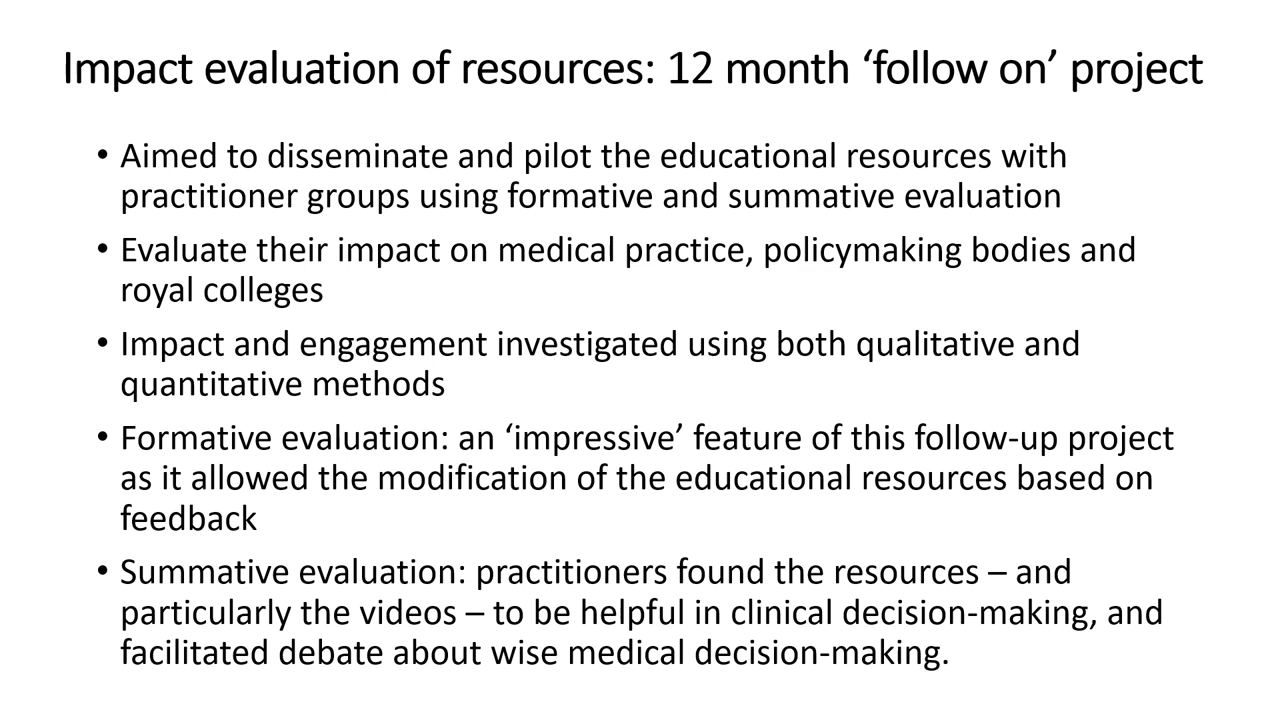 Impact evaluation of resources: 12 month ‘follow on’ project
• Aimed to disseminate and pilot the educational resources with
practitioner groups using formative and summative evaluation
• Evaluate their impact on medical practice, policymaking bodies and
royal colleges
• Impact and engagement investigated using both qualitative and
quantitative methods
• Formative evaluation: an ‘impressive’ feature of this follow-up project
as it allowed the modification of the educational resources based on
feedback
• Summative evaluation: practitioners found the resources – and
particularly the videos – to be helpful in clinical decision-making, and
facilitated debate about wise medical decision-making.